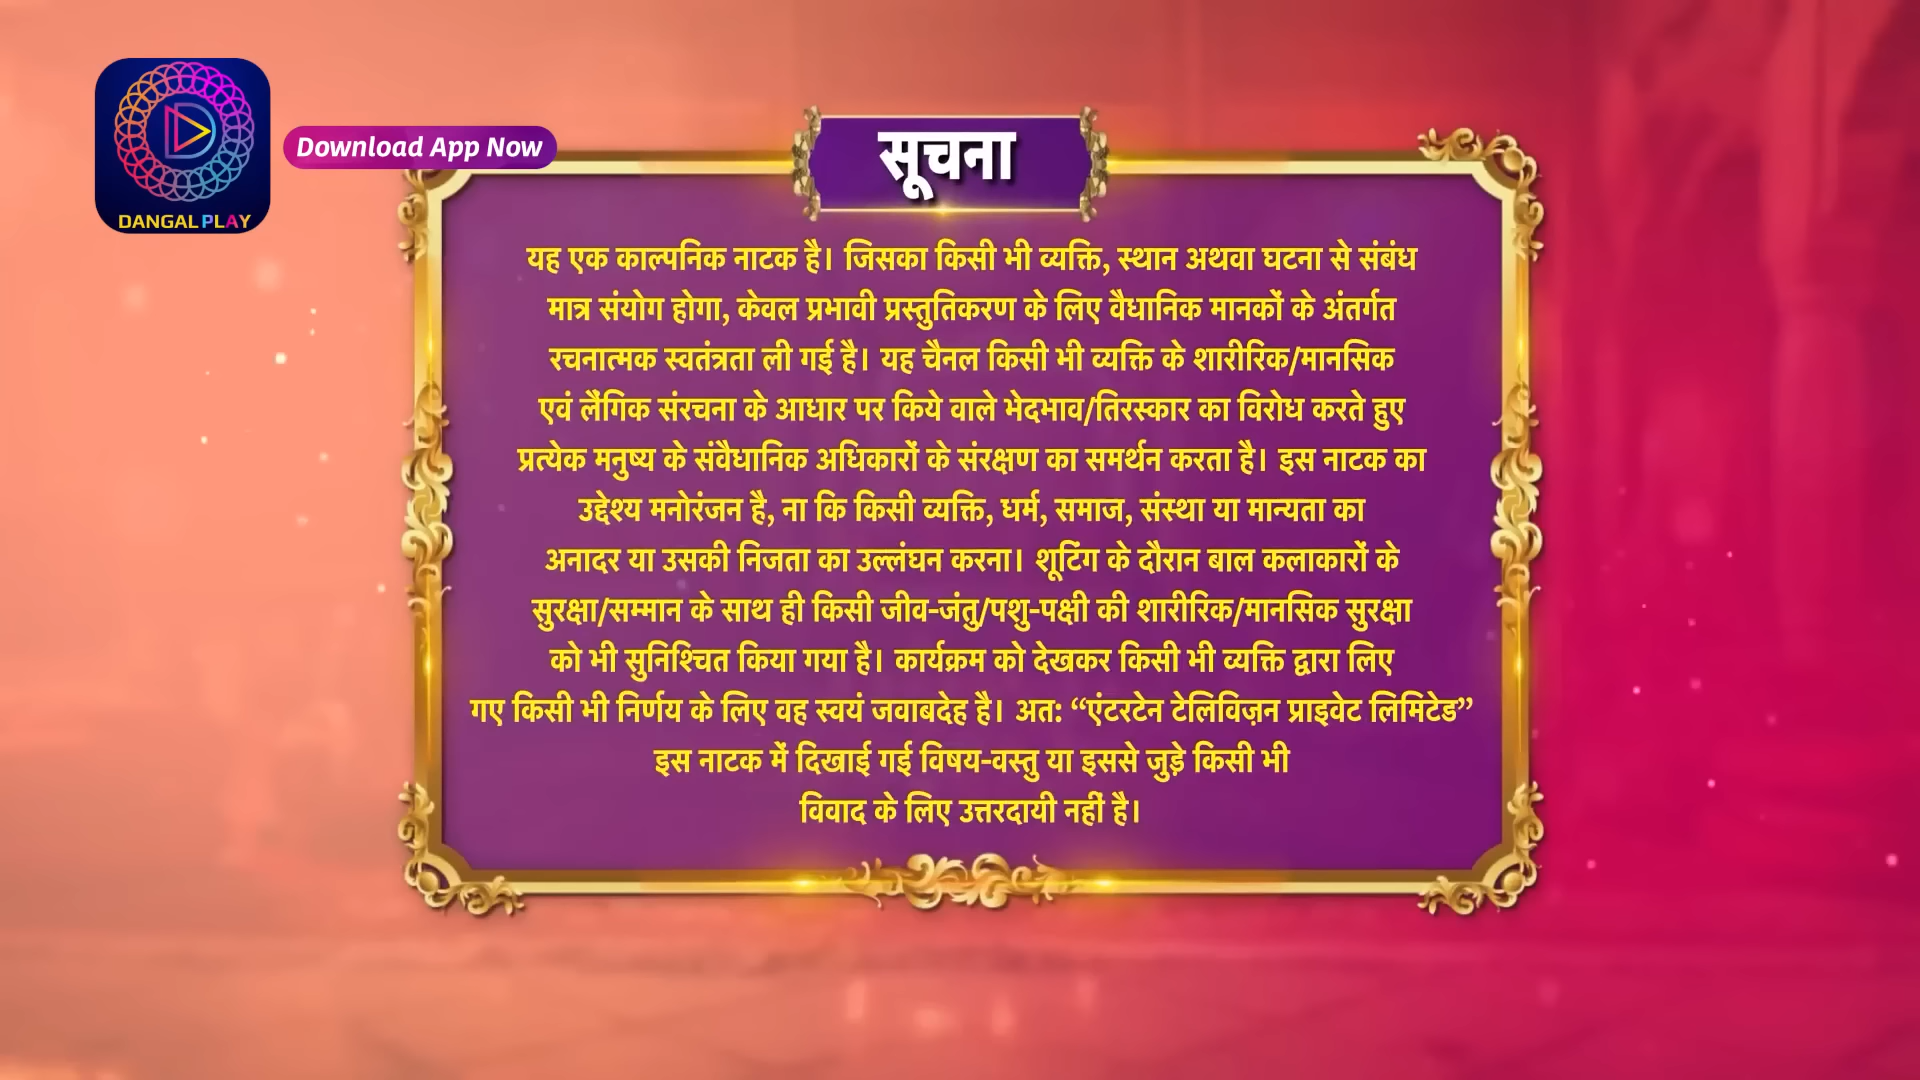 DANGAL PLAY
Download App Now
सूचना
यह एक काल्पनिक नाटक है। जिसका किसी भी व्यक्ति, स्थान अथवा घटना से संबंध
मात्र संयोग होगा, केवल प्रभावी प्रस्तुतिकरण के लिए वैधानिक मानकों के अंतर्गत
रचनात्मक स्वतंत्रता ली गई है। यह चैनल किसी भी व्यक्ति के शारीरिक/मानसिक
एवं लैंगिक संरचना के आधार पर किये वाले भेदभाव/तिरस्कार का विरोध करते हुए
प्रत्येक मनुष्य के संवैधानिक अधिकारों के संरक्षण का समर्थन करता है। इस नाटक का
उद्देश्य मनोरंजन है, ना कि किसी व्यक्ति, धर्म, समाज, संस्था या मान्यता का
अनादर या उसकी निजता का उल्लंघन करना। शूटिंग के दौरान बाल कलाकारों के
सुरक्षा/सम्मान के साथ ही किसी जीव-जंतु/पशु-पक्षी की शारीरिक/मानसिक सुरक्षा
को भी सुनिश्चित किया गया है। कार्यक्रम को देखकर किसी भी व्यक्ति द्वारा लिए
गए किसी भी निर्णय के लिए वह स्वयं जवाबदेह है। अत: “एंटरटेन टेलिविज़न प्राइवेट लिमिटेड”
इस नाटक में दिखाई गई विषय-वस्तु या इससे जुड़े किसी भी
विवाद के लिए उत्तरदायी नहीं है।